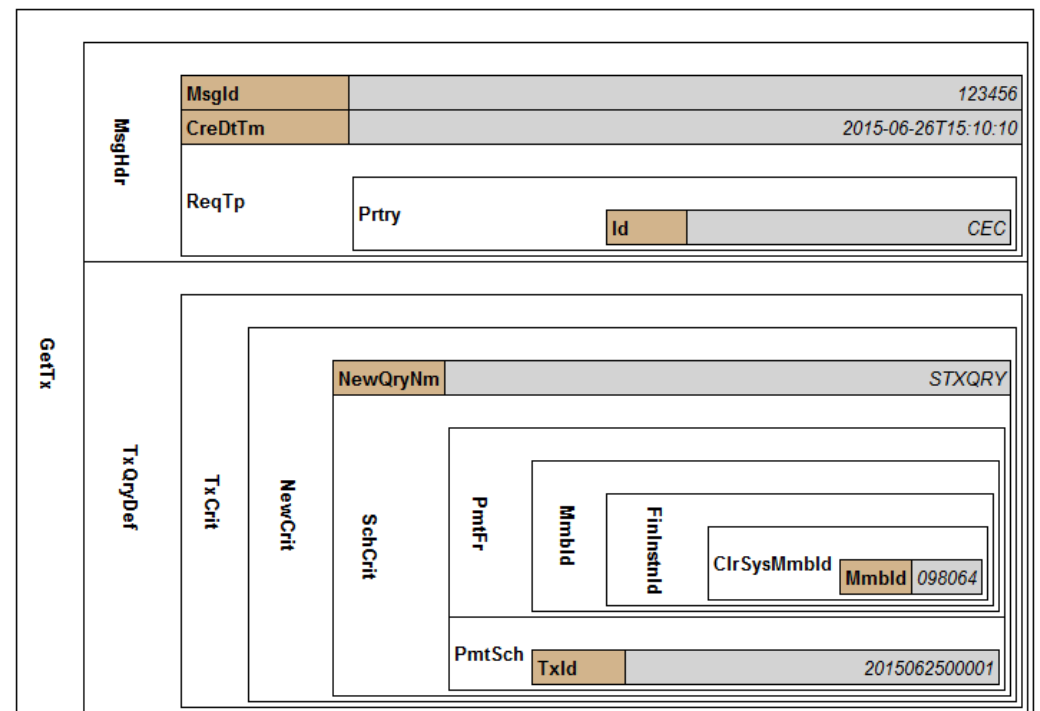 GetTx
MsgHdr
MsgId 123456
CreDtTm 2015-06-26T15:10:10
ReqTp
Prtry
Id CEC
TxQryDef
TxCrit
NewCrit
NewQryNm STXQRY
SchCrit
PmtFr
MmbId
FinInstnId
ClrSysMmbId
MmbId 098064
PmtSch
TxId 2015062500001